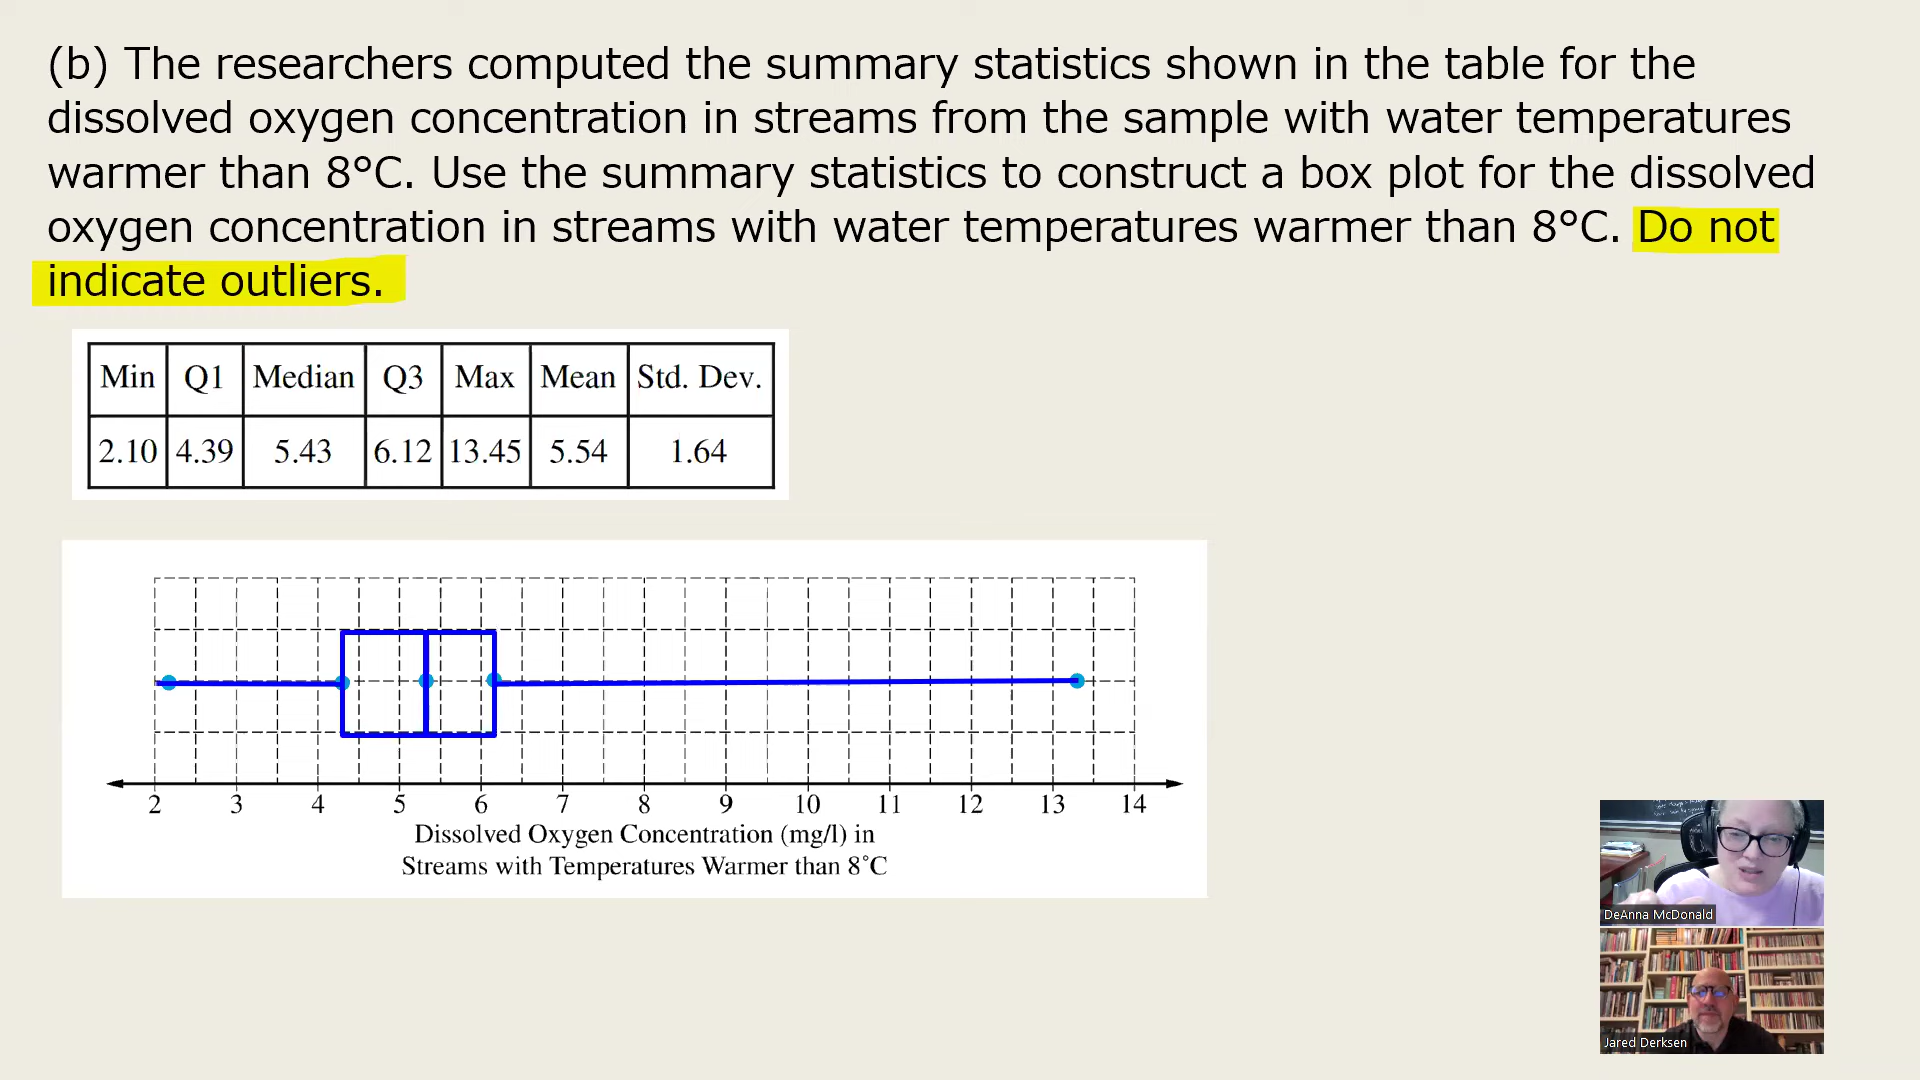 (b) The researchers computed the summary statistics shown in the table for the
dissolved oxygen concentration in streams from the sample with water temperatures
warmer than 8°C. Use the summary statistics to construct a box plot for the dissolved
oxygen concentration in streams with water temperatures warmer than 8°C. Do not
indicate outliers.
Min Q1 Median Q3 Max Mean Std. Dev.
2.10 4.39 5.43 6.12 13.45 5.54 1.64
2 3 4 5 6 7 8 9 10 11 12 13 14
Dissolved Oxygen Concentration (mg/l) in
Streams with Temperatures Warmer than 8°C
DeAnna McDonald
Jared Derksen